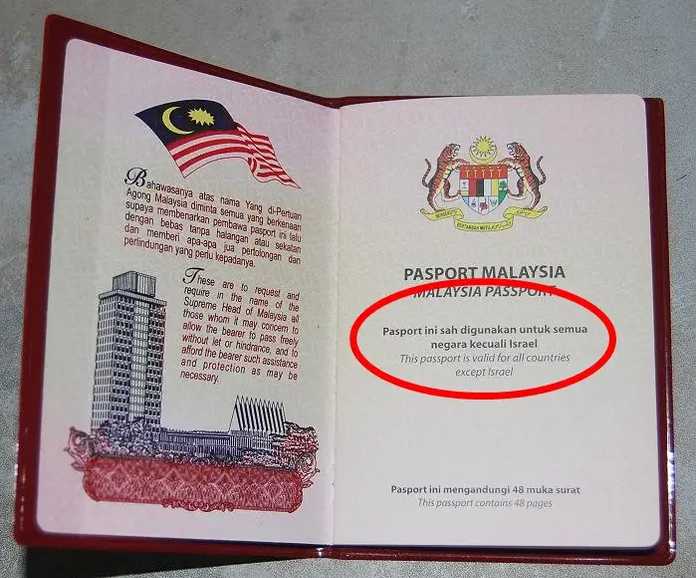 Bahawasanya atas nama Yang di-Pertuan
Agong Malaysia diminta semua yang berkenaan
supaya membenarkan pembawa pasport ini lalu
dengan bebas tanpa halangan atau sekatan
dan memberi apa-apa jua pertolongan dan
perlindungan yang perlu kepadanya.
These are to request and
require in the name of the
Supreme Head of Malaysia all
those whom it may concern to
allow the bearer to pass freely
without let or hindrance, and to
afford the bearer such assistance
and protection as may be
necessary.
PASPORT MALAYSIA
MALAYSIA PASSPORT
Pasport ini sah digunakan untuk semua
negara kecuali Israel
This passport is valid for all countries
except Israel
Pasport ini mengandungi 48 muka surat
This passport contains 48 pages